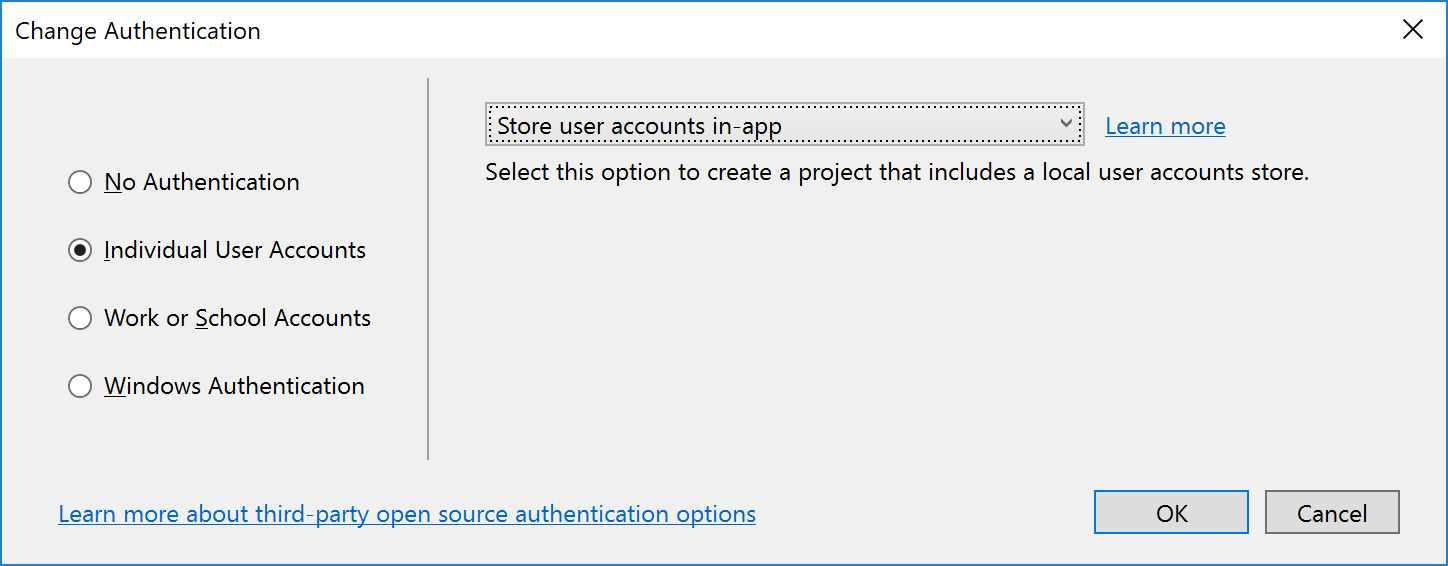 Change Authentication
Store user accounts in-app
Learn more
Select this option to create a project that includes a local user accounts store.
No Authentication
Individual User Accounts
Work or School Accounts
Windows Authentication
Learn more about third-party open source authentication options
OK
Cancel